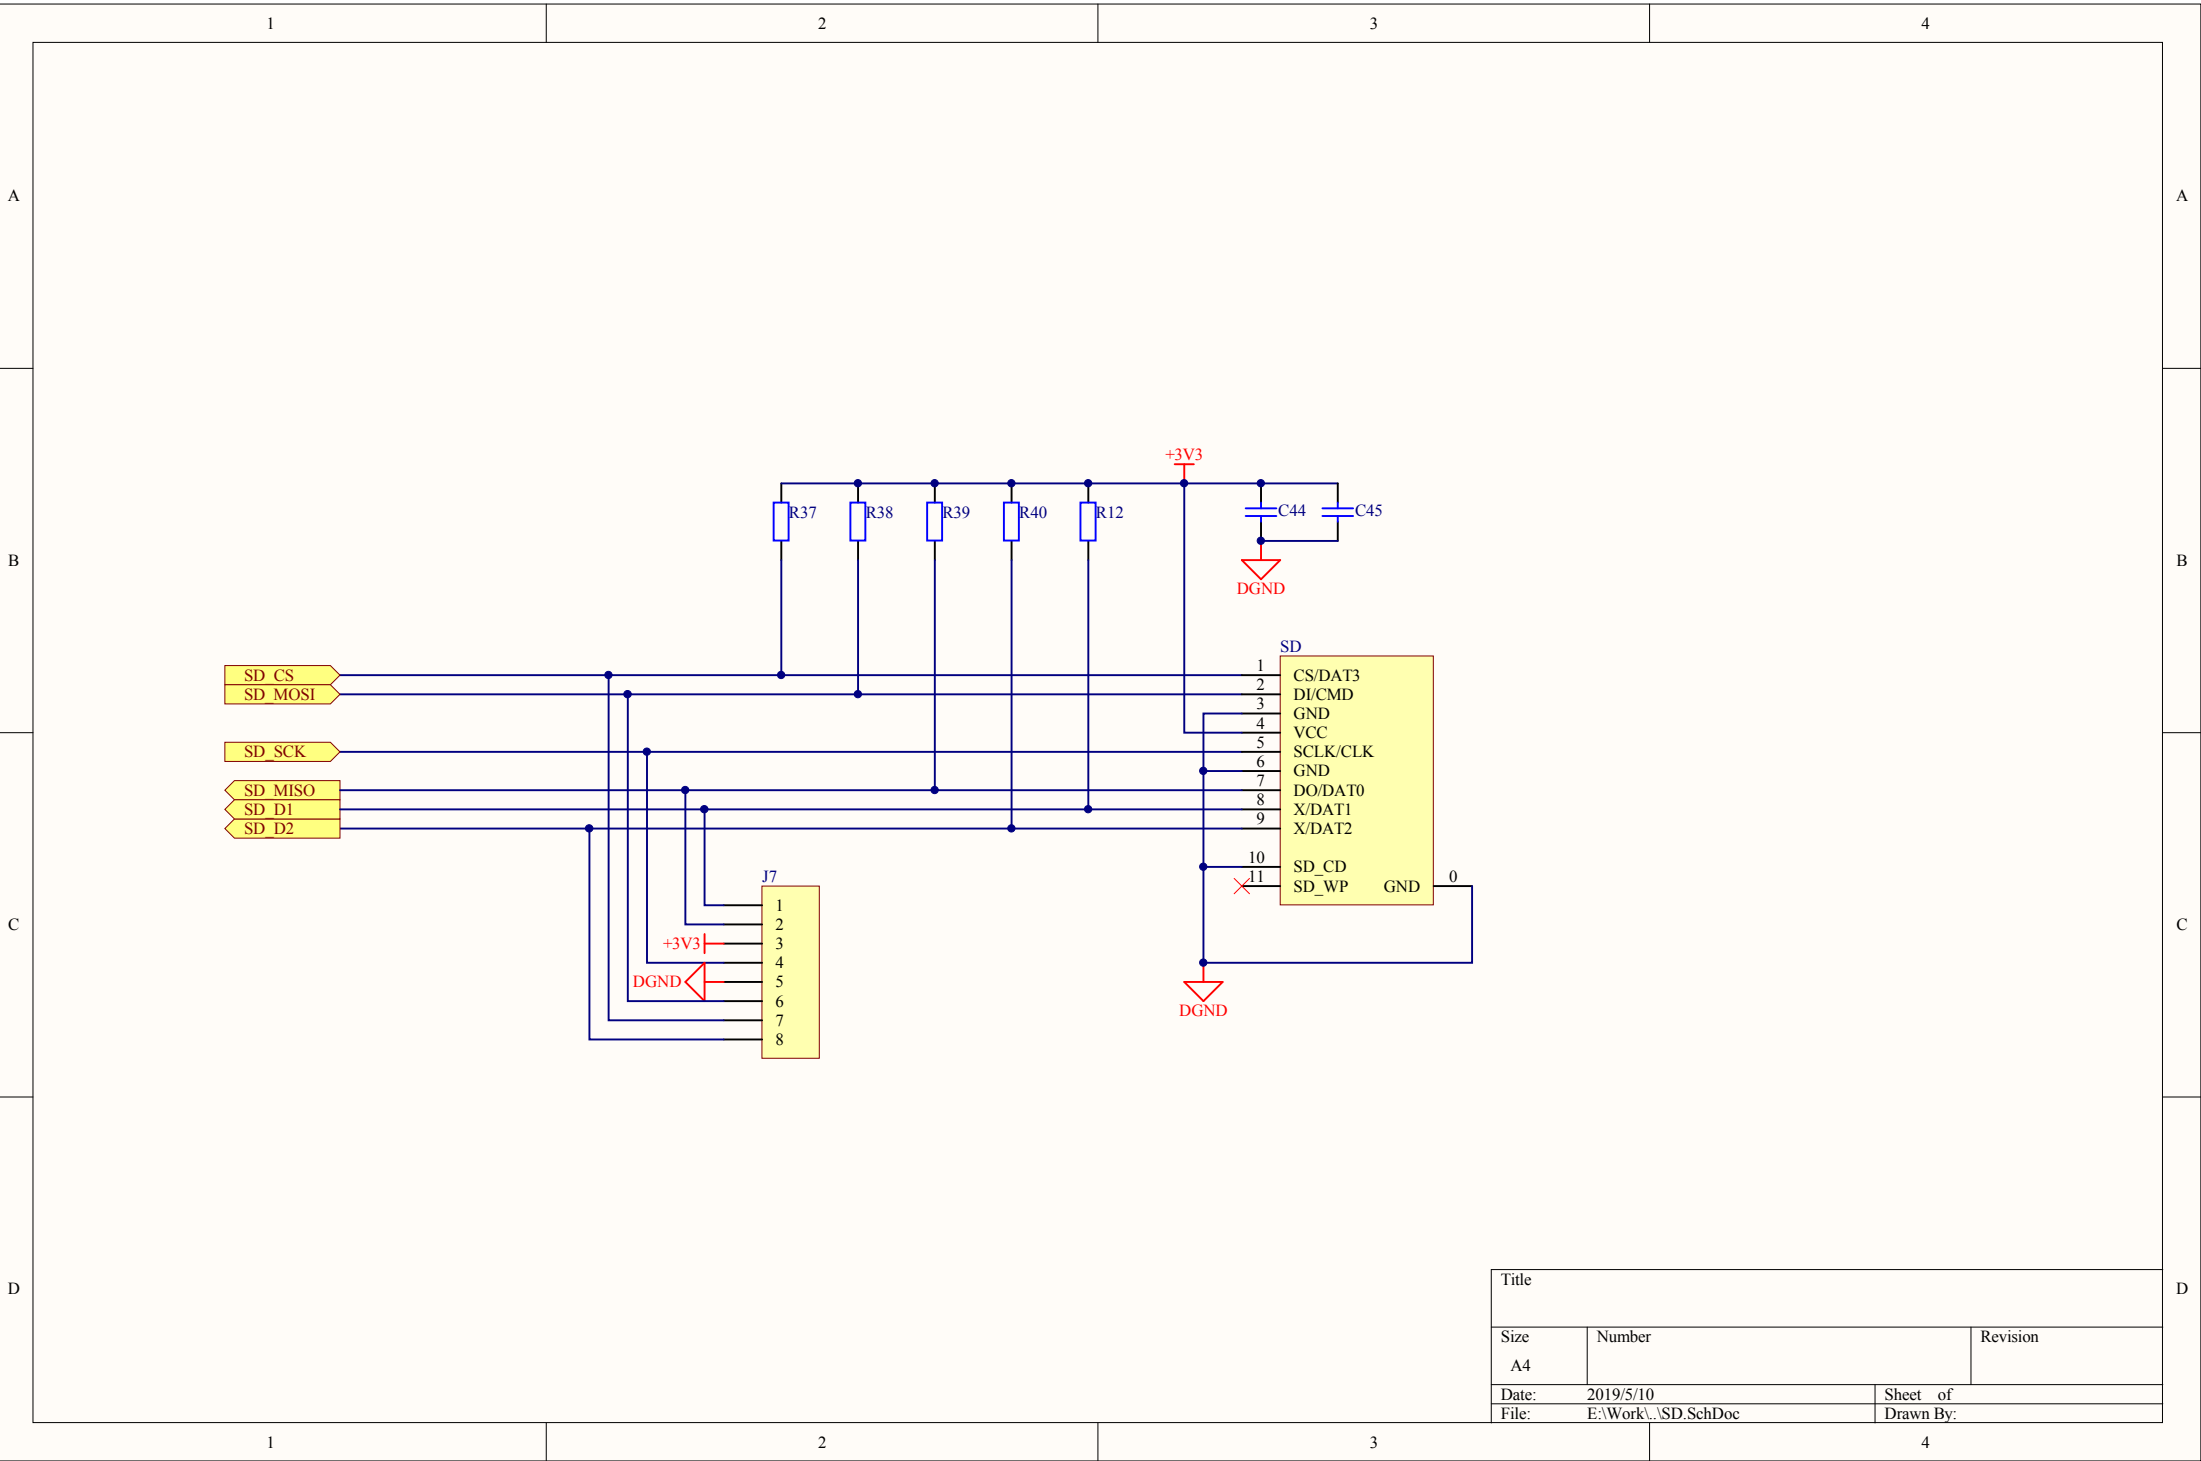 1 2 3 4
A A
B B
+3V3
R37 R38 R39 R40 R12 C44 C45
DGND
SD
SD_CS 1 CS/DAT3
SD_MOSI 2 DI/CMD
3 GND
4 VCC
SD_SCK 5 SCLK/CLK
6 GND
SD_MISO 7 DO/DAT0
SD_D1 8 X/DAT1
SD_D2 9 X/DAT2
10 SD_CD
11 SD_WP GND 0
J7
1
2
+3V3 3
4
DGND 5
6
7
8
DGND
C C
D D
Title
Size Number Revision
A4
Date: 2019/5/10 Sheet of
File: E:\Work\..\SD.SchDoc Drawn By:
1 2 3 4